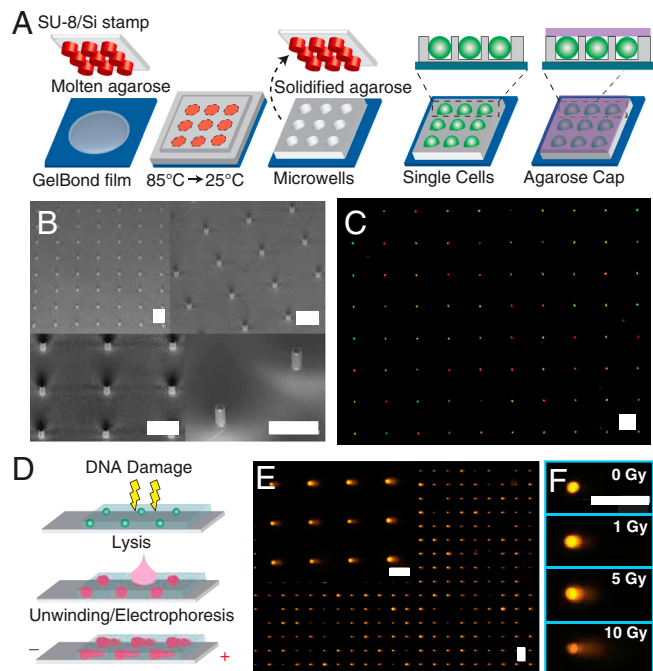 A
SU-8/Si stamp
Molten agarose
Solidified agarose
GelBond film
85°C→25°C
Microwells
Single Cells
Agarose Cap
B
C
D
DNA Damage
Lysis
Unwinding/Electrophoresis
– +
E
F
0 Gy
1 Gy
5 Gy
10 Gy